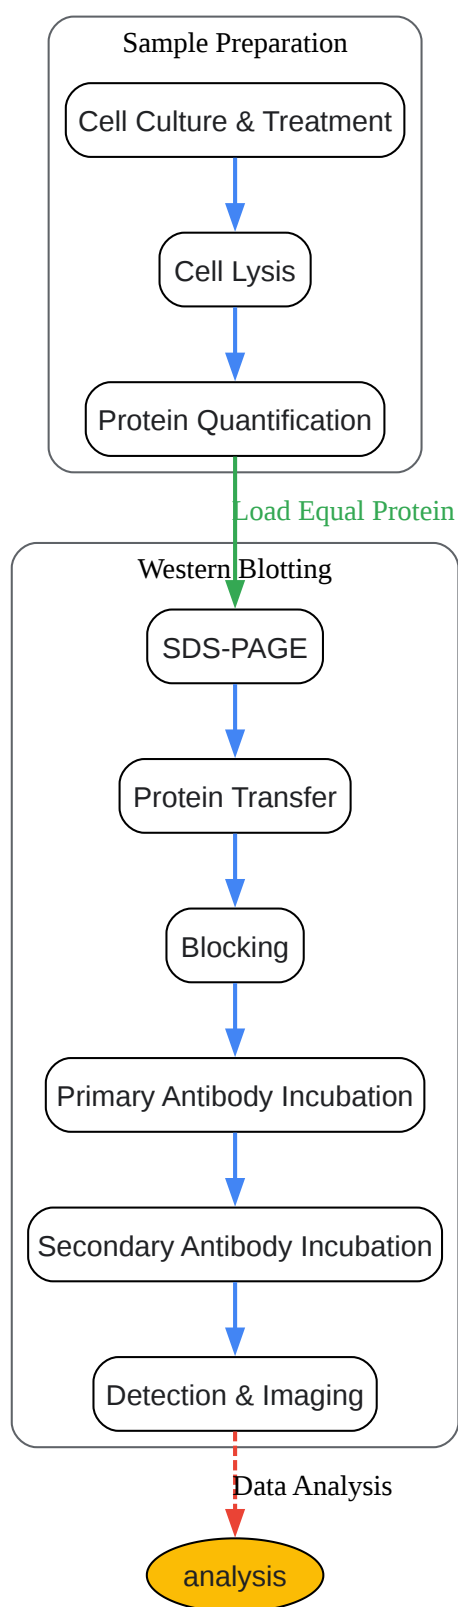 Sample Preparation
Cell Culture & Treatment
Cell Lysis
Protein Quantification
Load Equal Protein
Western Blotting
SDS-PAGE
Protein Transfer
Blocking
Primary Antibody Incubation
Secondary Antibody Incubation
Detection & Imaging
Data Analysis
analysis